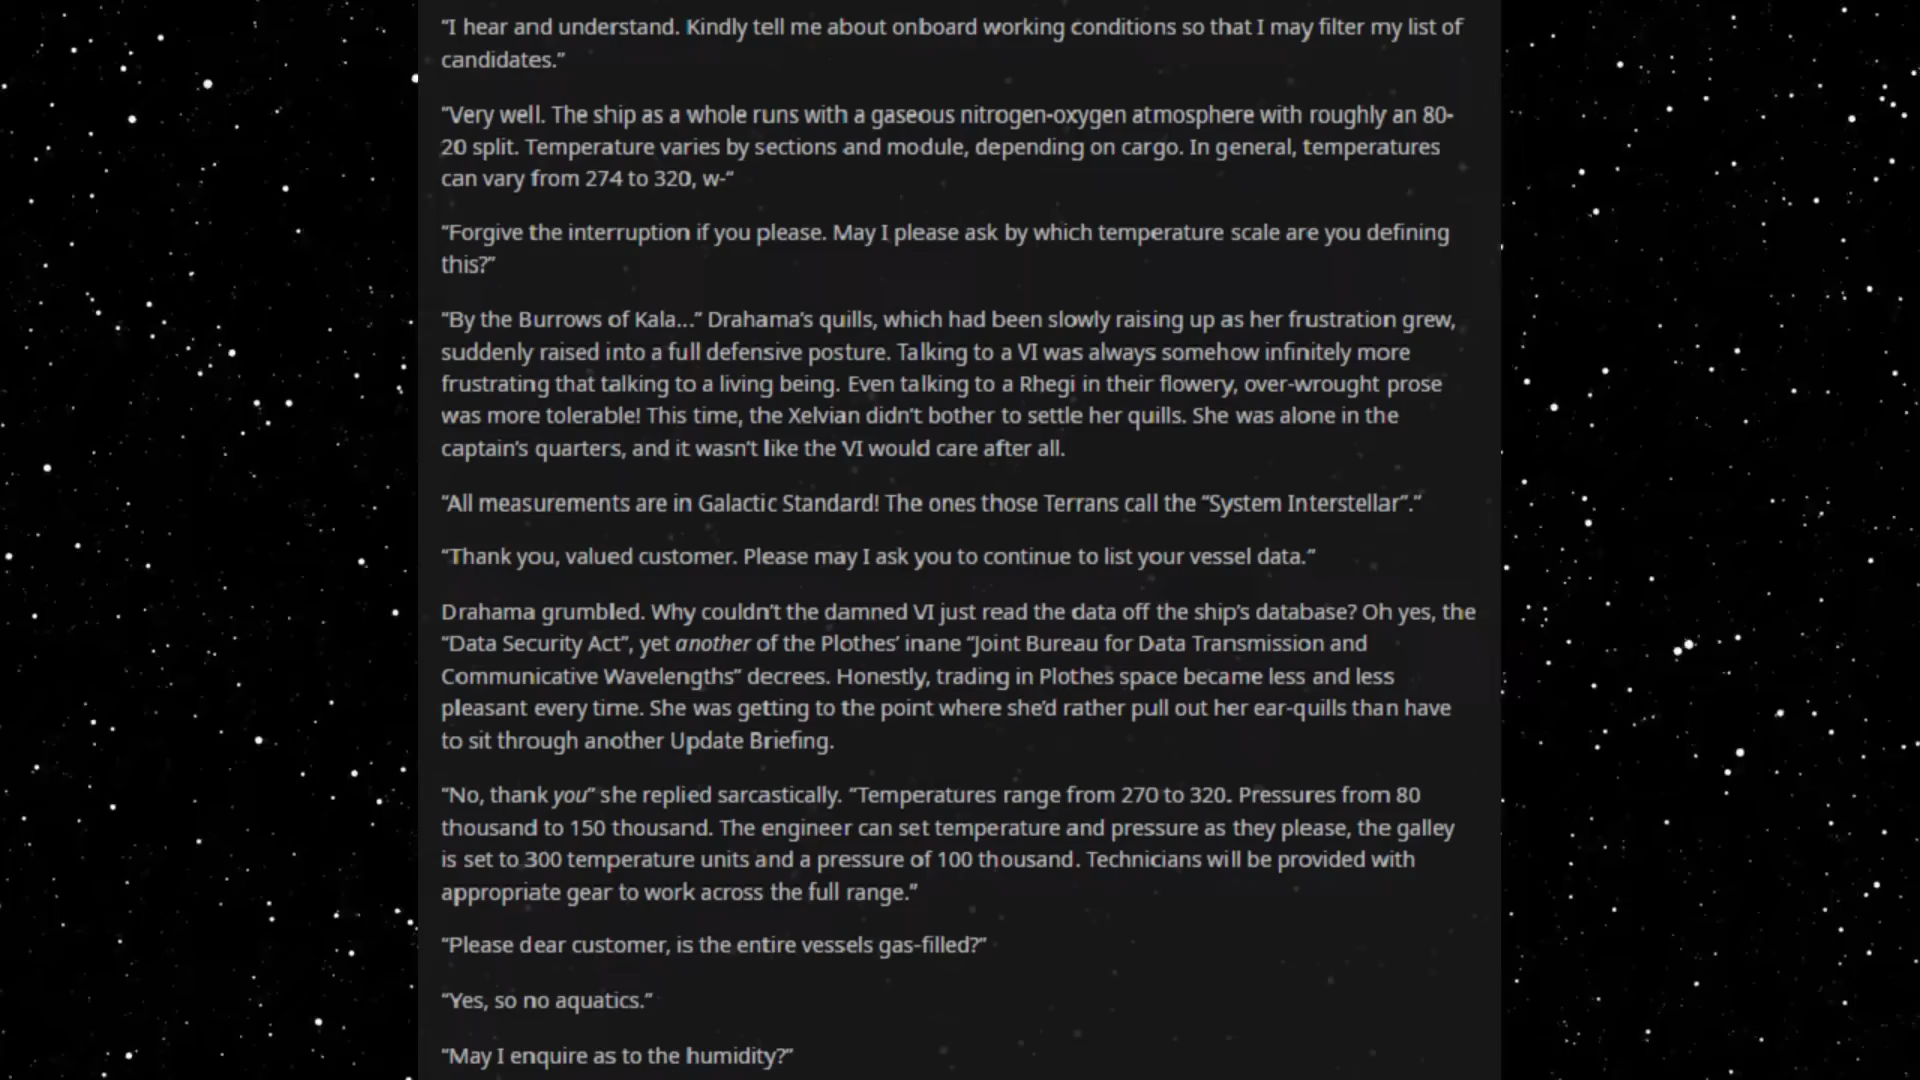 “I hear and understand. Kindly tell me about onboard working conditions so that I may filter my list of
candidates.”
“Very well. The ship as a whole runs with a gaseous nitrogen-oxygen atmosphere with roughly an 80-
20 split. Temperature varies by sections and module, depending on cargo. In general, temperatures
can vary from 274 to 320, w-“
“Forgive the interruption if you please. May I please ask by which temperature scale are you defining
this?”
“By the Burrows of Kala...” Drahama’s quills, which had been slowly raising up as her frustration grew,
suddenly raised into a full defensive posture. Talking to a VI was always somehow infinitely more
frustrating that talking to a living being. Even talking to a Rhegi in their flowery, over-wrought prose
was more tolerable! This time, the Xelvian didn’t bother to settle her quills. She was alone in the
captain’s quarters, and it wasn’t like the VI would care after all.
“All measurements are in Galactic Standard! The ones those Terrans call the “System Interstellar”.”
“Thank you, valued customer. Please may I ask you to continue to list your vessel data.”
Drahama grumbled. Why couldn’t the damned VI just read the data off the ship’s database? Oh yes, the
“Data Security Act”, yet another of the Plothes’ inane “Joint Bureau for Data Transmission and
Communicative Wavelengths” decrees. Honestly, trading in Plothes space became less and less
pleasant every time. She was getting to the point where she’d rather pull out her ear-quills than have
to sit through another Update Briefing.
“No, thank you” she replied sarcastically. “Temperatures range from 270 to 320. Pressures from 80
thousand to 150 thousand. The engineer can set temperature and pressure as they please, the galley
is set to 300 temperature units and a pressure of 100 thousand. Technicians will be provided with
appropriate gear to work across the full range.”
“Please dear customer, is the entire vessels gas-filled?”
“Yes, so no aquatics.”
“May I enquire as to the humidity?”